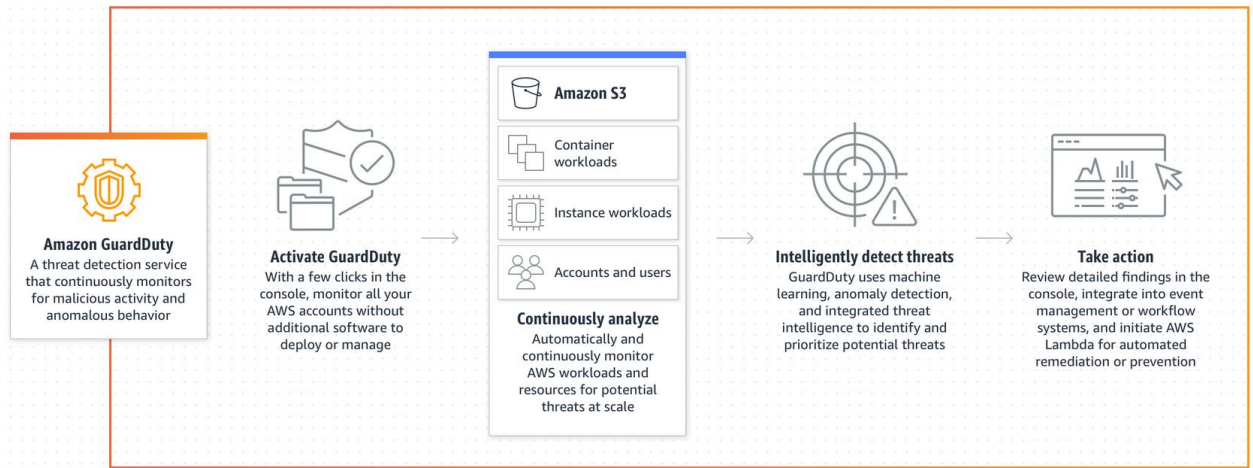 Amazon GuardDuty
A threat detection service
that continuously monitors
for malicious activity and
anomalous behavior
Activate GuardDuty
With a few clicks in the
console, monitor all your
AWS accounts without
additional software to
deploy or manage
Amazon S3
Container
workloads
Instance workloads
Accounts and users
Continuously analyze
Automatically and
continuously monitor
AWS workloads and
resources for potential
threats at scale
Intelligently detect threats
GuardDuty uses machine
learning, anomaly detection,
and integrated threat
intelligence to identify and
prioritize potential threats
Take action
Review detailed findings in the
console, integrate into event
management or workflow
systems, and initiate AWS
Lambda for automated
remediation or prevention